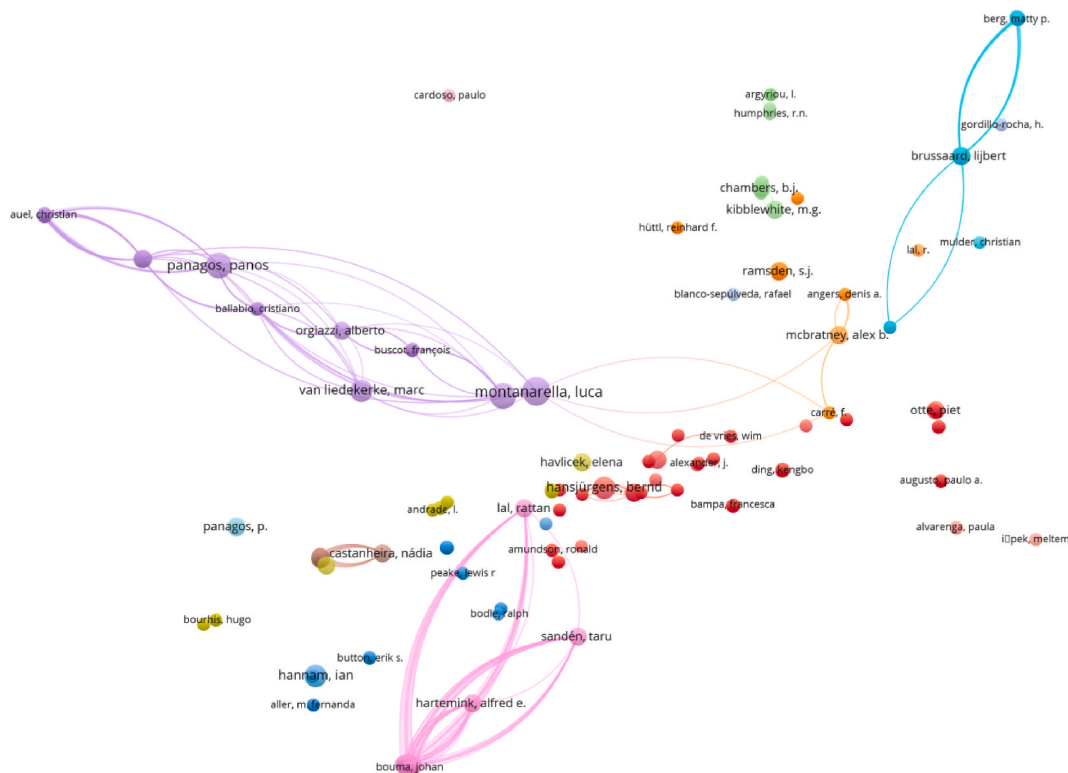 berg, matty p.
cardoso, paulo
argyriou, l.
humphries, r.n.
gordillo-rocha, h.
brussaard, lijbert
chambers, b.j.
kibblewhite, m.g.
auel, christian
hüttl, reinhard f.
mulder, christian
lal, r.
panagos, panos
ramsden, s.j.
blanco-sepúlveda, rafael
angers, denis a.
ballabio, cristiano
orgiazzi, alberto
mcbratney, alex b.
buscot, françois
van liedekerke, marc
montanarella, luca
carré, f.
otte, piet
de vries, wim
havlicek, elena
alexander, j.
ding, kengbo
augusto, paulo a.
hansjürgens, bernd
bampa, francesca
andrade, l.
lal, rattan
panagos, p.
alvarenga, paula
i▯pek, meltem
castanheira, nádia
amundson, ronald
peake, lewis r
bodle, ralph
bourhis, hugo
sandén, taru
button, erik s.
hannam, ian
hartemink, alfred e.
aller, m. fernanda
bouma, johan